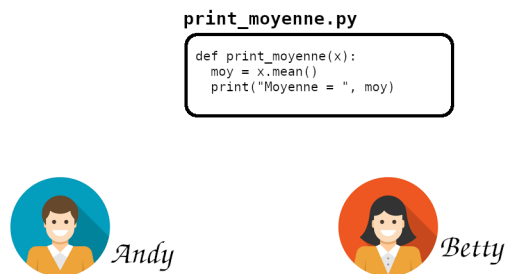 print_moyenne.py
def print_moyenne(x):
  moy = x.mean()
  print("Moyenne = ", moy)
Andy
Betty